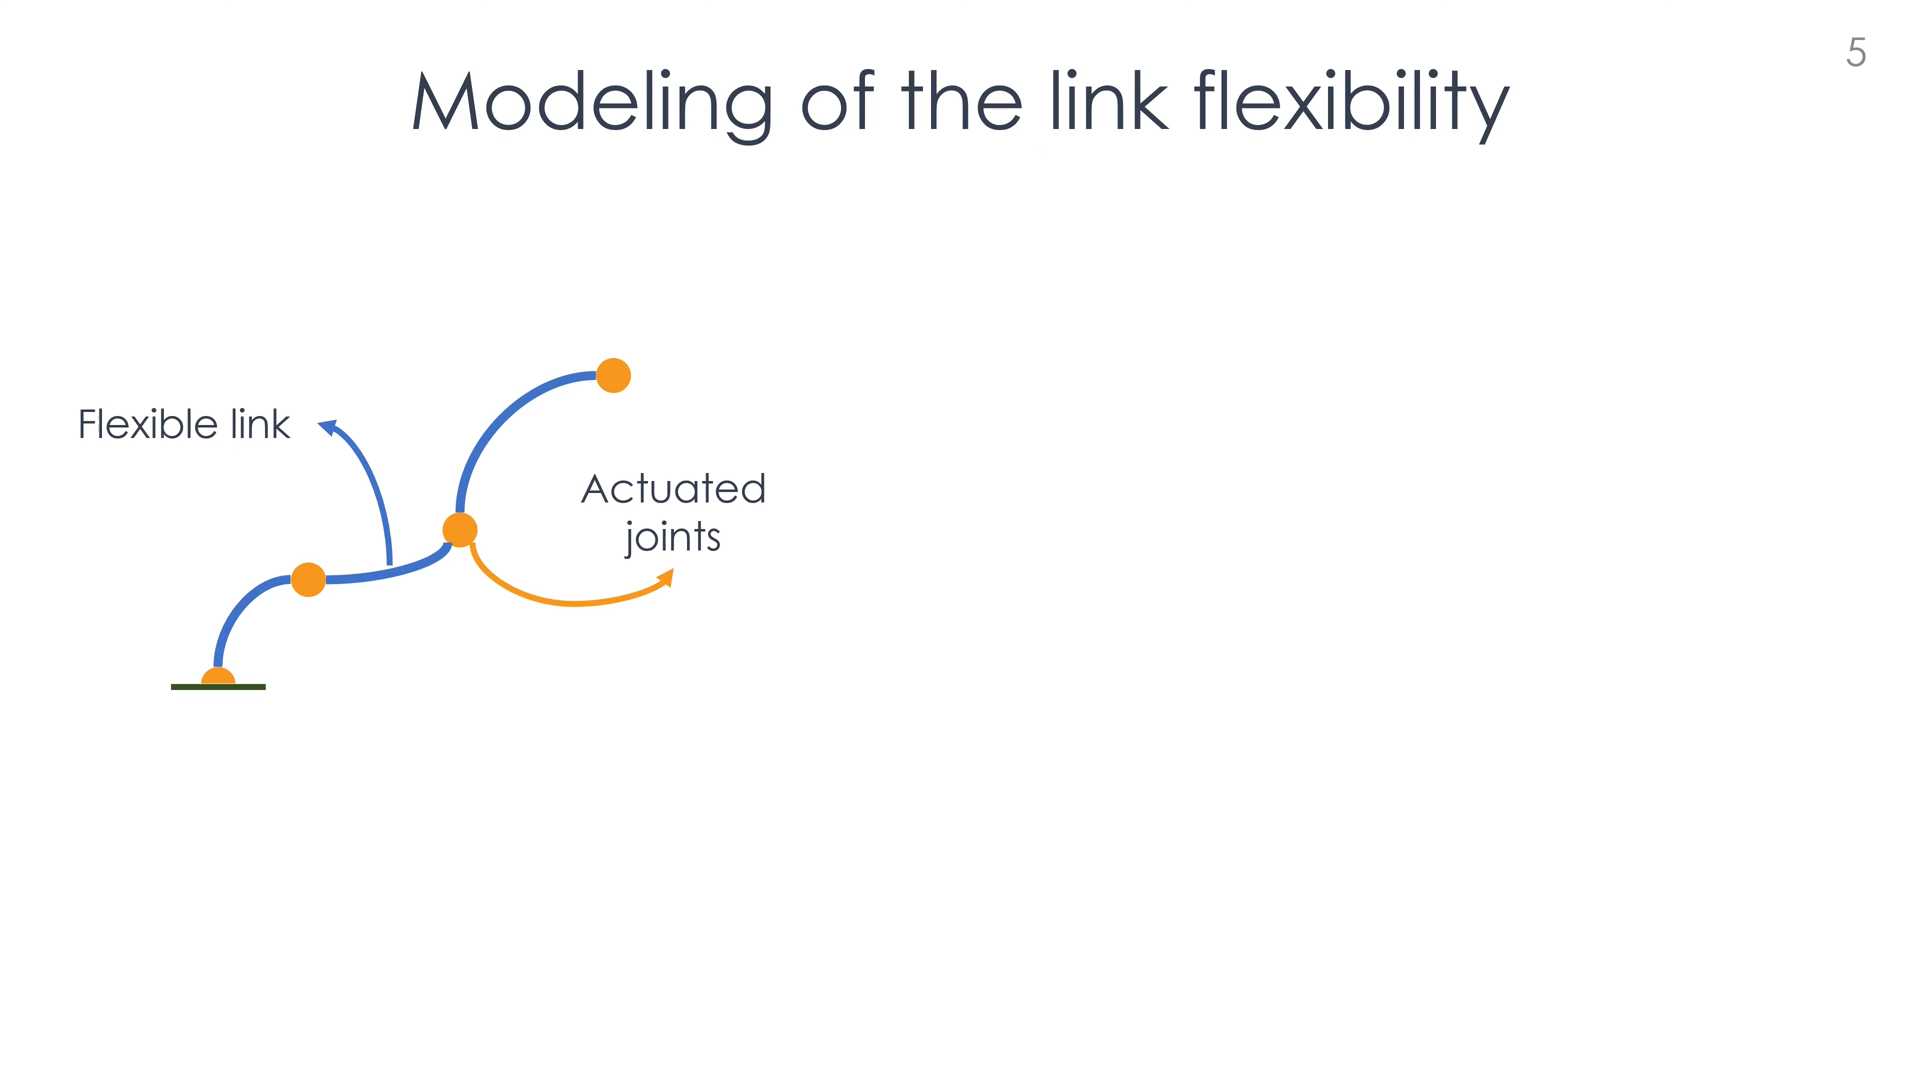 5
Modeling of the link flexibility
Flexible link
Actuated
joints